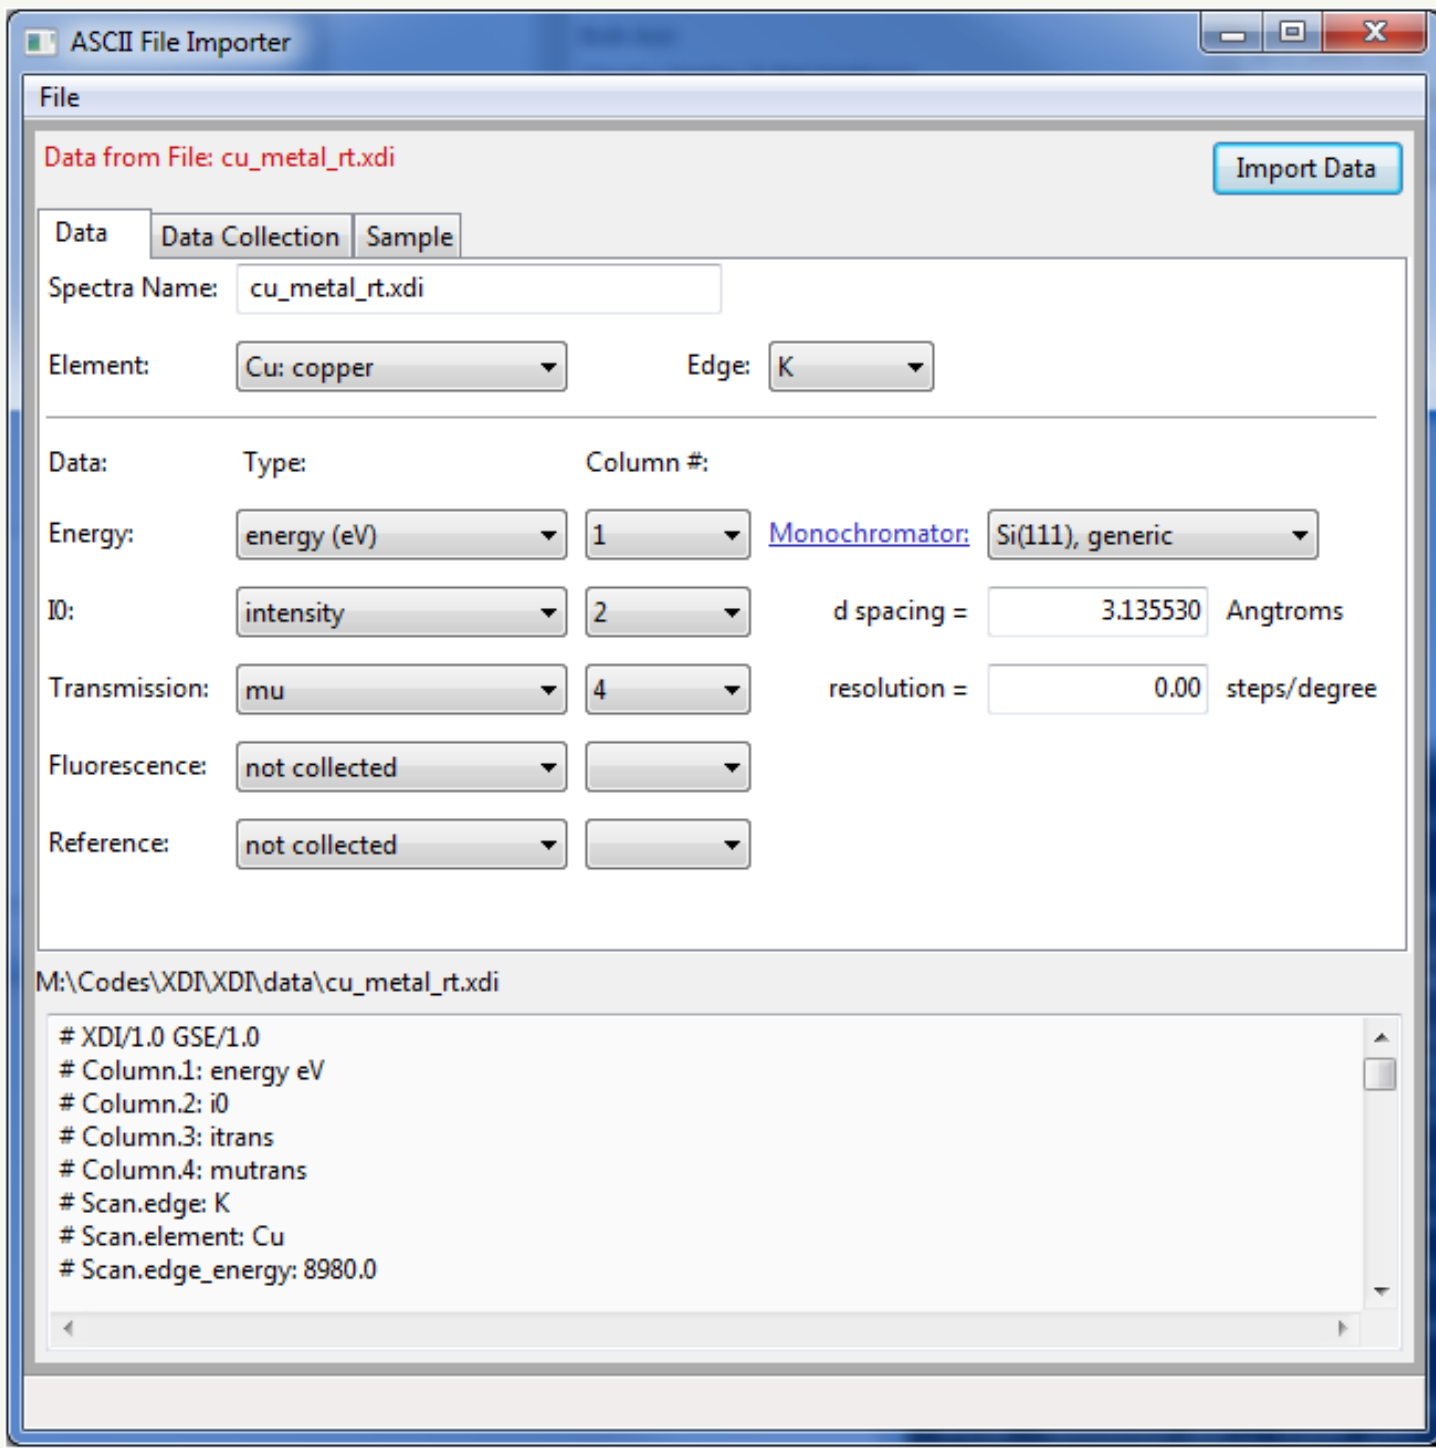 ASCII File Importer
File
Data from File: cu_metal_rt.xdi
Import Data
Data Data Collection Sample
Spectra Name: cu_metal_rt.xdi
Element: Cu: copper Edge: K
Data: Type: Column #:
Energy: energy (eV) 1 Monochromator: Si(111), generic
I0: intensity 2 d spacing = 3.135530 Angtroms
Transmission: mu 4 resolution = 0.00 steps/degree
Fluorescence: not collected
Reference: not collected
M:\Codes\XDI\XDI\data\cu_metal_rt.xdi
# XDI/1.0 GSE/1.0
# Column.1: energy eV
# Column.2: i0
# Column.3: itrans
# Column.4: mutrans
# Scan.edge: K
# Scan.element: Cu
# Scan.edge_energy: 8980.0